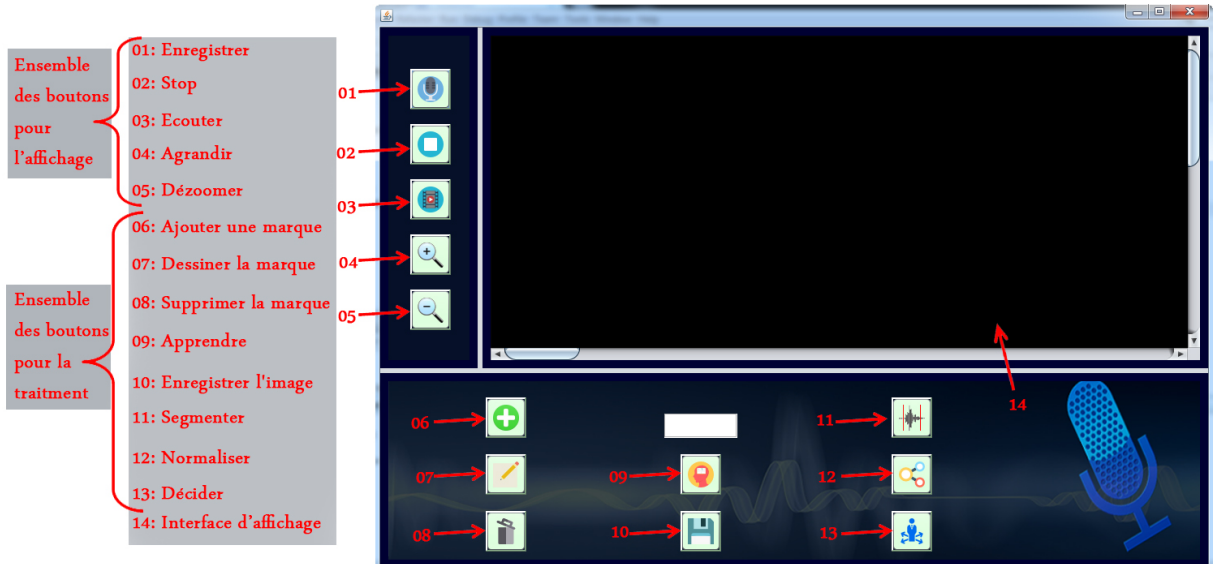 Ensemble
des boutons
pour
l'affichage
01: Enregistrer
02: Stop
03: Ecouter
04: Agrandir
05: Dézoomer
Ensemble
des boutons
pour la
traitment
06: Ajouter une marque
07: Dessiner la marque
08: Supprimer la marque
09: Apprendre
10: Enregistrer l'image
11: Segmenter
12: Normaliser
13: Décider
14: Interface d'affichage
01
02
03
04
05
14
06
07
08
09
10
11
12
13